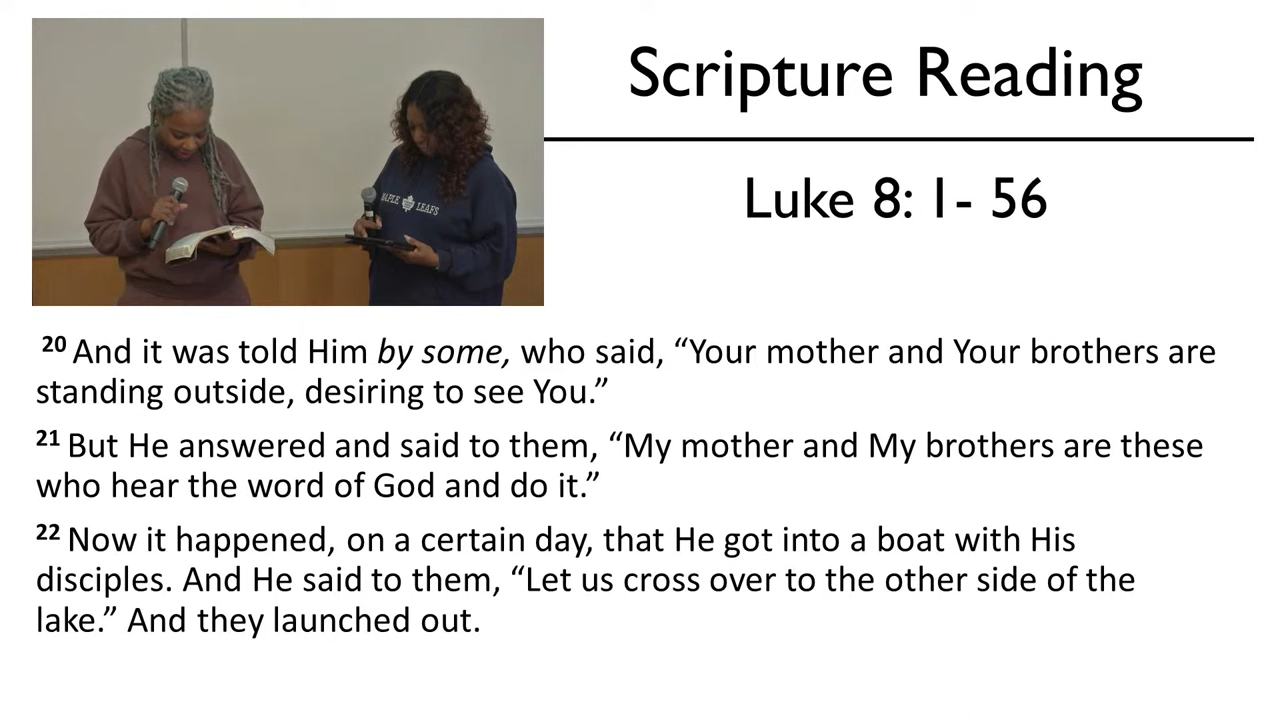 Scripture Reading
Luke 8: 1- 56
MAPLE LEAFS
20 And it was told Him by some, who said, “Your mother and Your brothers are
standing outside, desiring to see You.”
21 But He answered and said to them, “My mother and My brothers are these
who hear the word of God and do it.”
22 Now it happened, on a certain day, that He got into a boat with His
disciples. And He said to them, “Let us cross over to the other side of the
lake.” And they launched out.